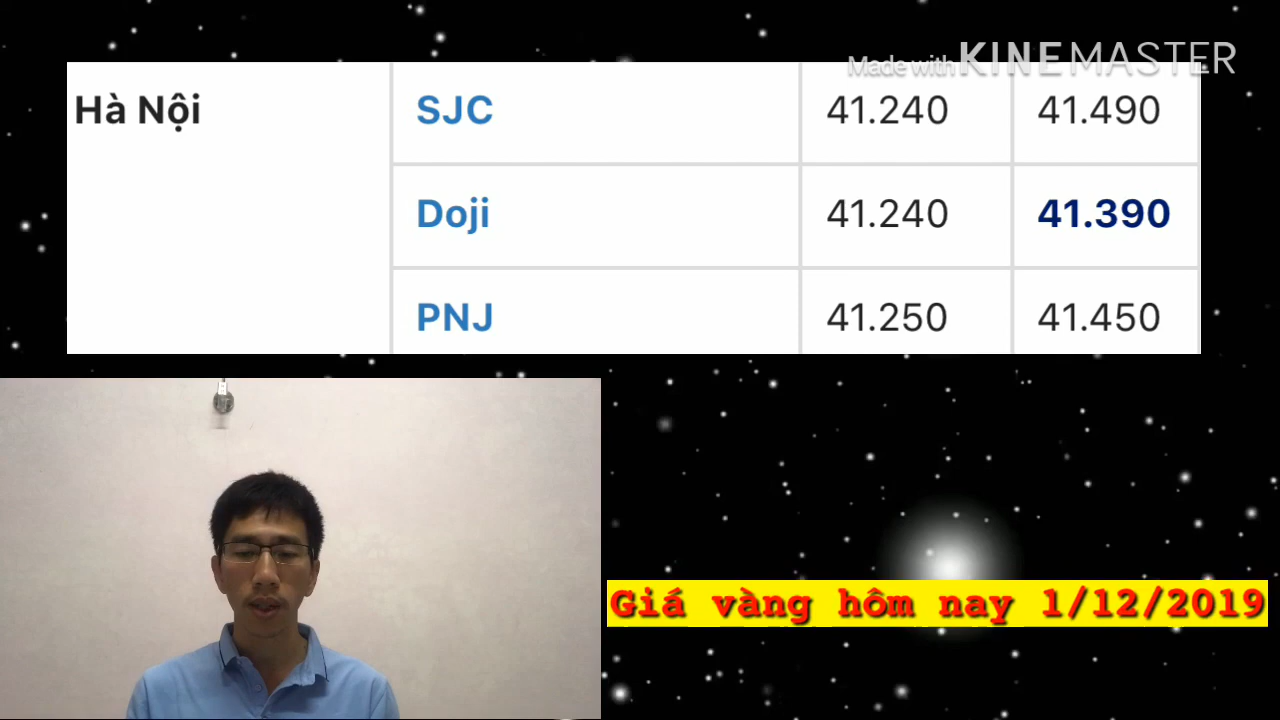 Made with KINEMASTER
Hà Nội SJC 41.240 41.490
Doji 41.240 41.390
PNJ 41.250 41.450
Giá vàng hôm nay 1/12/2019